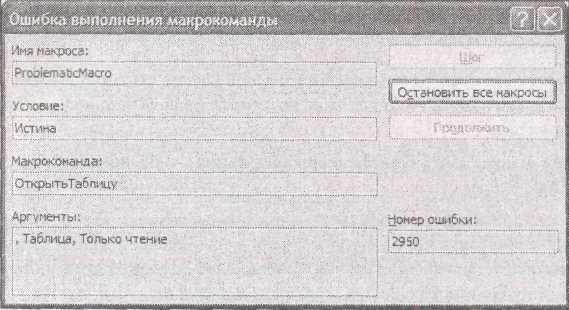 Ошибка выполнения макрокоманды
Имя макроса:
ProblematicMacro
Шаг
Остановить все макросы
Условие:
Истина
Продолжить
Макрокоманда:
ОткрытьТаблицу
Аргументы:
, Таблица, Только чтение
Номер ошибки:
2950